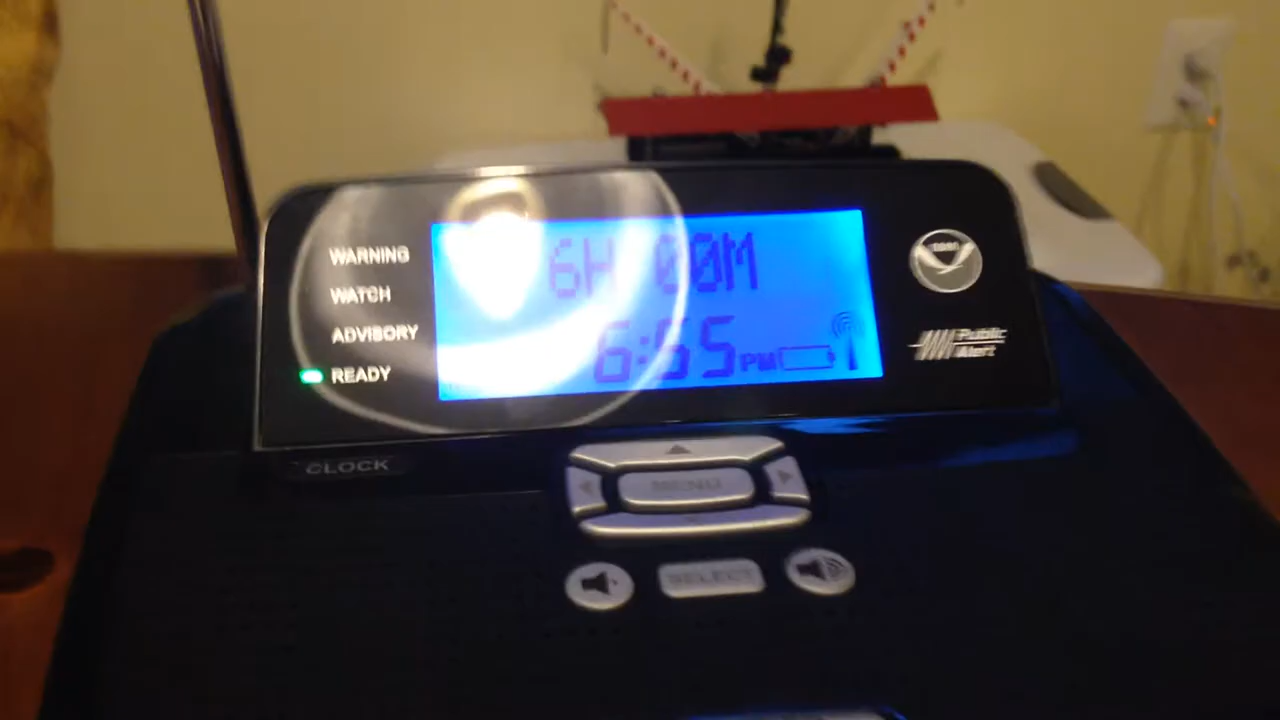 WARNING
WATCH
ADVISORY
READY
6H 00M
6:55 PM
Public
Alert
CLOCK
MENU
SELECT